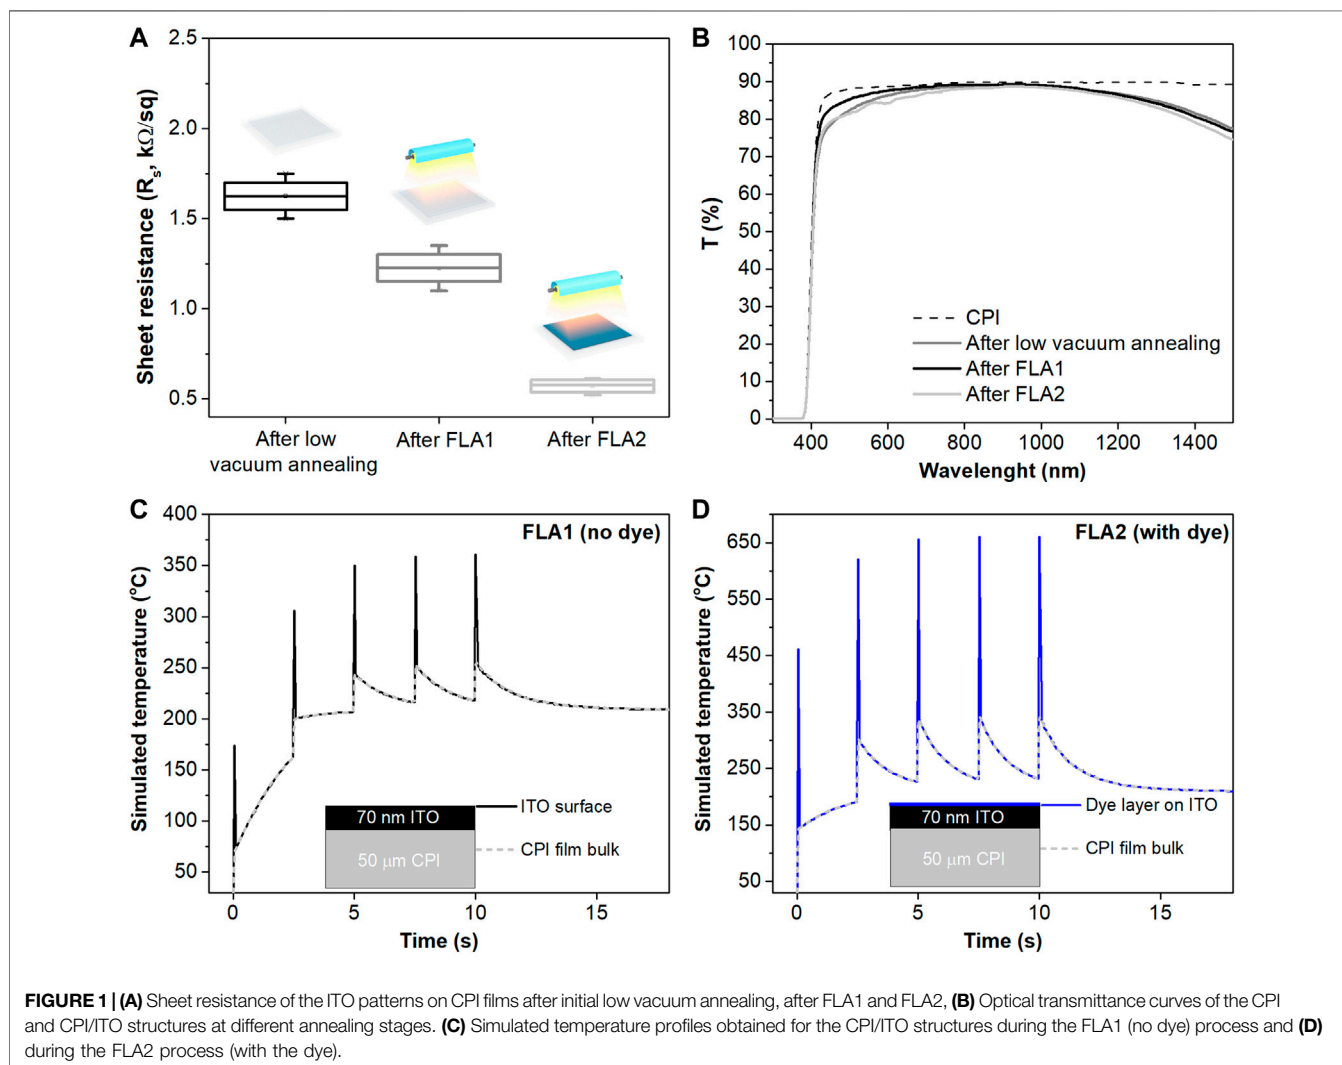 A
2.5
2.0
1.5
1.0
0.5
Sheet resistance (Rs, kΩ/sq)
After low
vacuum annealing
After FLA1
After FLA2
B
100
90
80
70
60
50
40
30
20
10
0
T (%)
CPI
After low vacuum annealing
After FLA1
After FLA2
400
600
800
1000
1200
1400
Wavelenght (nm)
C
400
350
300
250
200
150
100
50
Simulated temperature (°C)
FLA1 (no dye)
70 nm ITO
50 µm CPI
ITO surface
CPI film bulk
0
5
10
15
Time (s)
D
650
550
450
350
250
150
50
Simulated temperature (°C)
FLA2 (with dye)
70 nm ITO
50 µm CPI
Dye layer on ITO
CPI film bulk
0
5
10
15
Time (s)
FIGURE 1 | (A) Sheet resistance of the ITO patterns on CPI films after initial low vacuum annealing, after FLA1 and FLA2, (B) Optical transmittance curves of the CPI
and CPI/ITO structures at different annealing stages. (C) Simulated temperature profiles obtained for the CPI/ITO structures during the FLA1 (no dye) process and (D)
during the FLA2 process (with the dye).